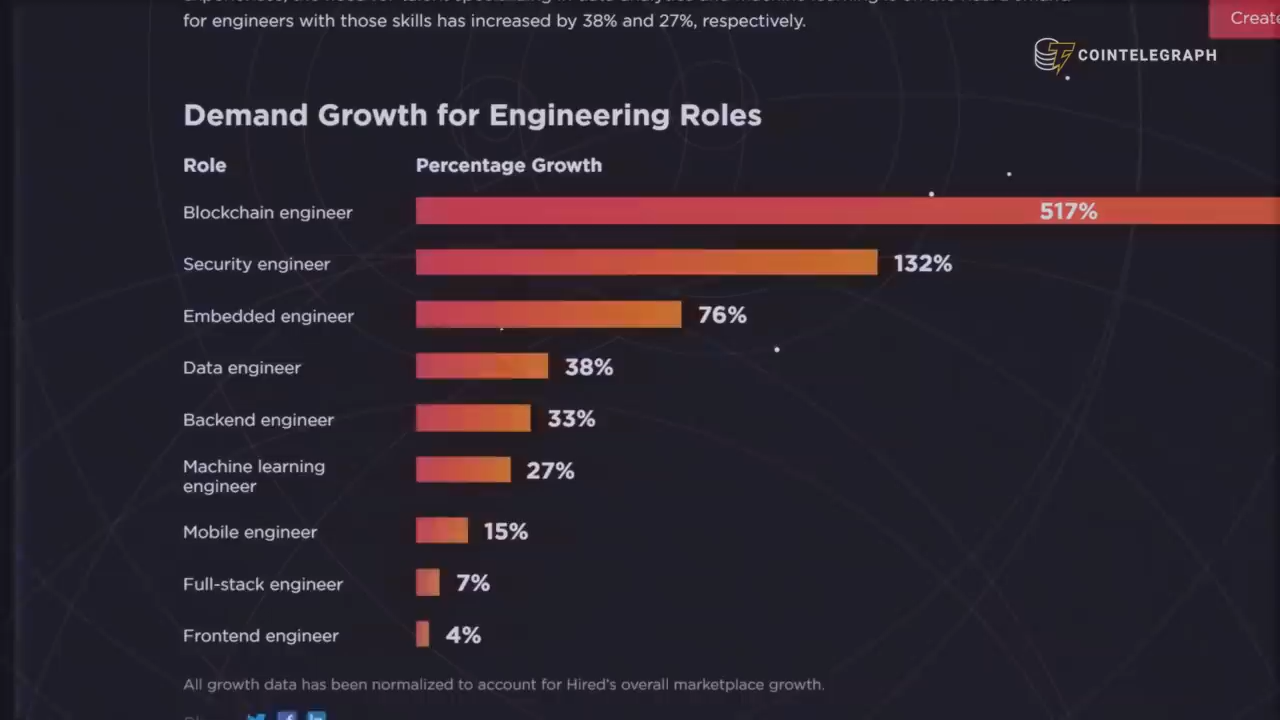 for engineers with those skills has increased by 38% and 27%, respectively.
Create
COINTELEGRAPH
Demand Growth for Engineering Roles
Role Percentage Growth
Blockchain engineer 517%
Security engineer 132%
Embedded engineer 76%
Data engineer 38%
Backend engineer 33%
Machine learning
engineer 27%
Mobile engineer 15%
Full-stack engineer 7%
Frontend engineer 4%
All growth data has been normalized to account for Hired's overall marketplace growth.